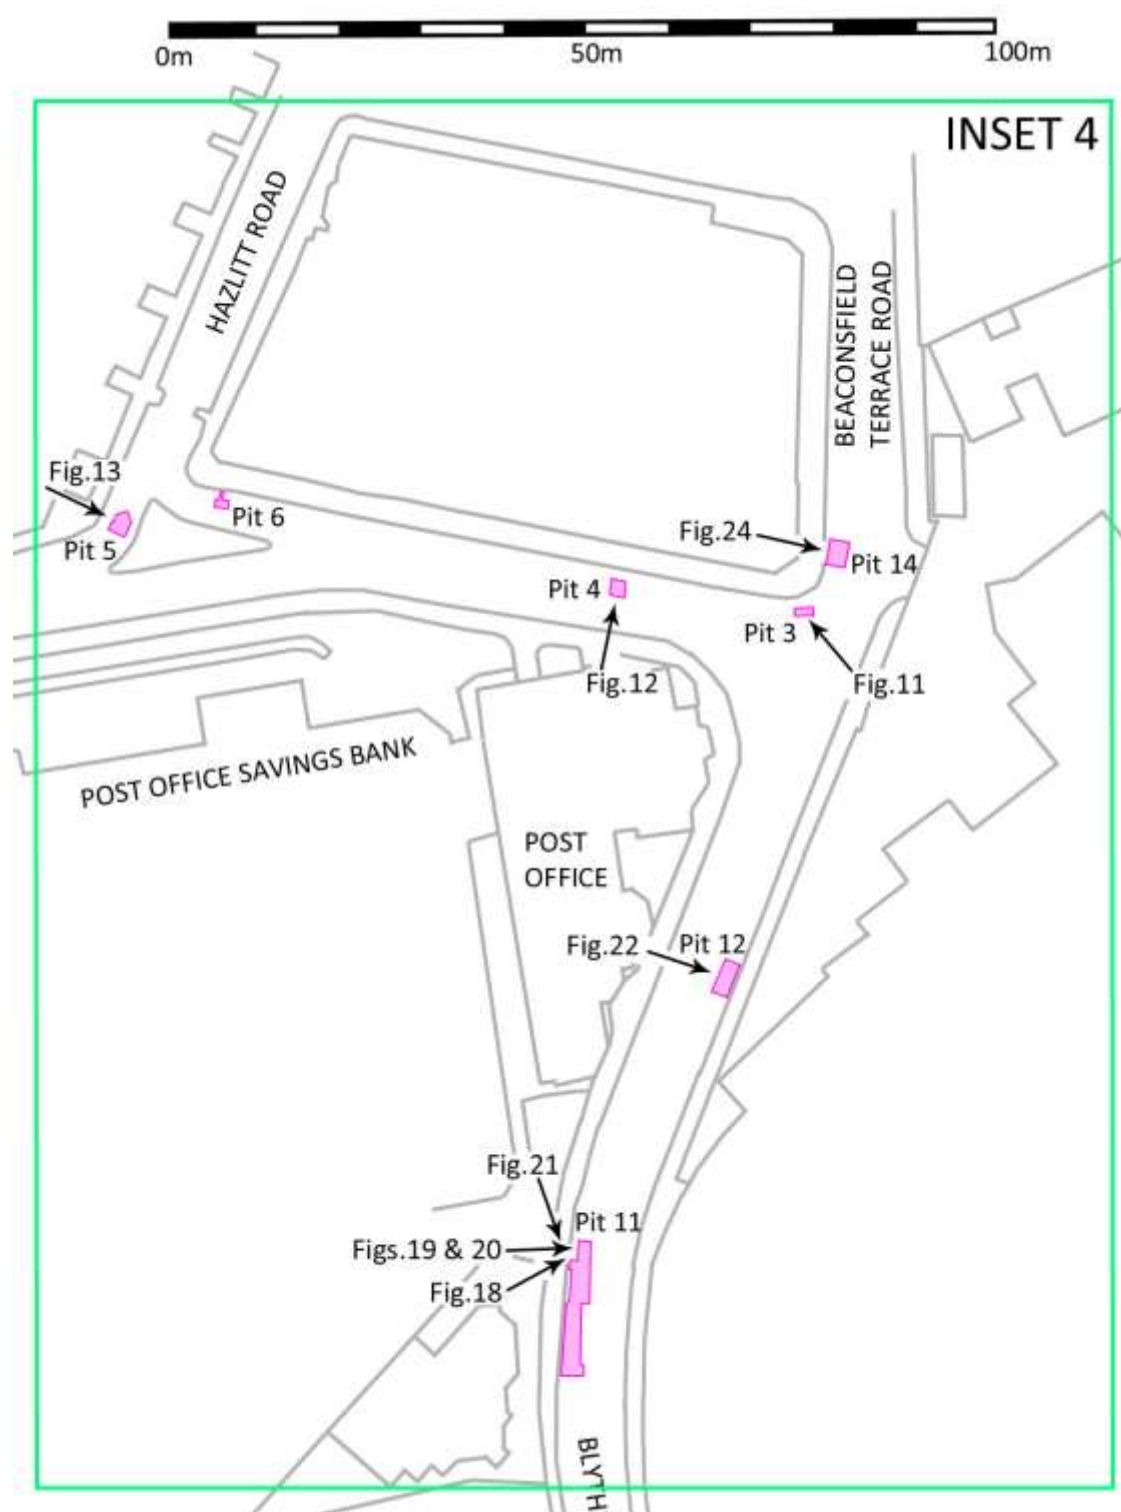 0m
50m
100m
INSET 4
HAZLITT ROAD
BEACONSFIELD
TERRACE ROAD
Fig.13
Pit 5
Pit 6
Fig.24
Pit 14
Pit 4
Pit 3
Fig.12
Fig.11
POST OFFICE SAVINGS BANK
POST
OFFICE
Fig.22
Pit 12
Fig.21
Pit 11
Figs.19 & 20
Fig.18
BLYTH